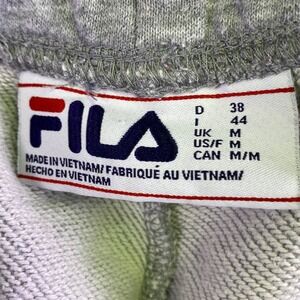 FILA
D 38
I 44
UK M
US/F M
CAN M/M
MADE IN VIETNAM/ FABRIQUÉ AU VIETNAM/
HECHO EN VIETNAM